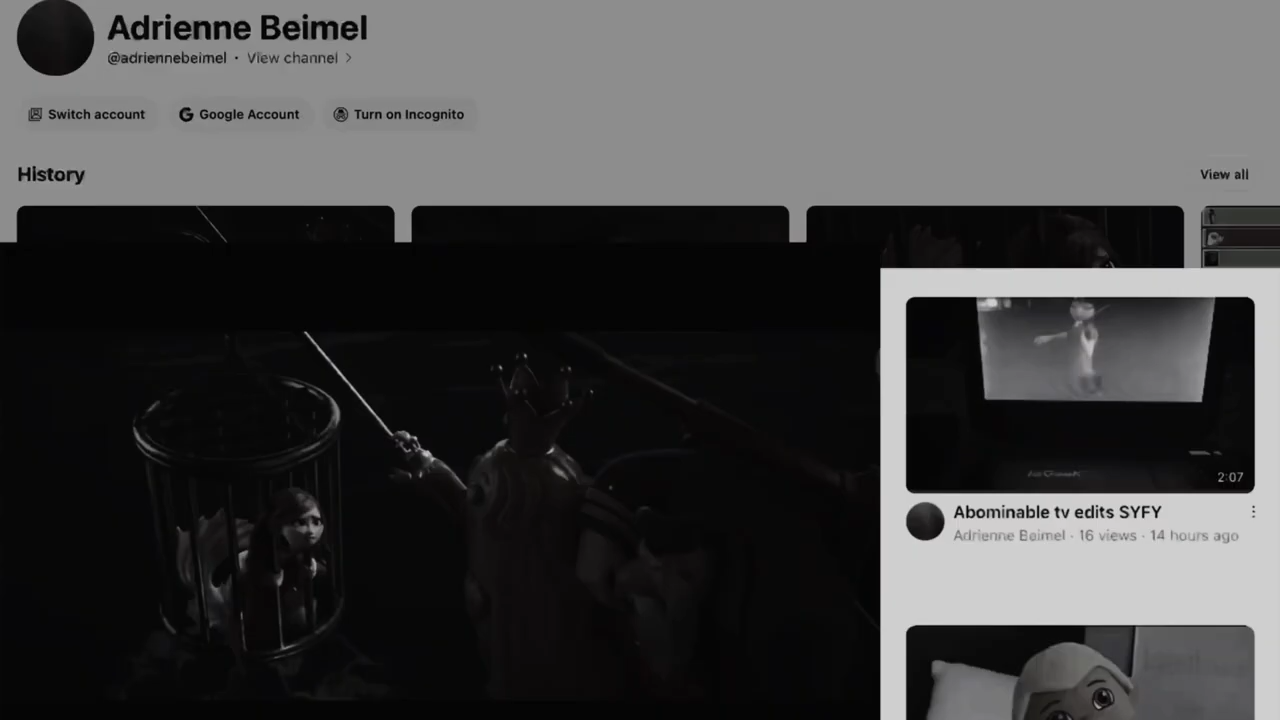 Adrienne Beimel
@adriennebeimel · View channel >
Switch account
Google Account
Turn on Incognito
History
View all
2:07
Abominable tv edits SYFY
Adrienne Beimel · 16 views · 14 hours ago